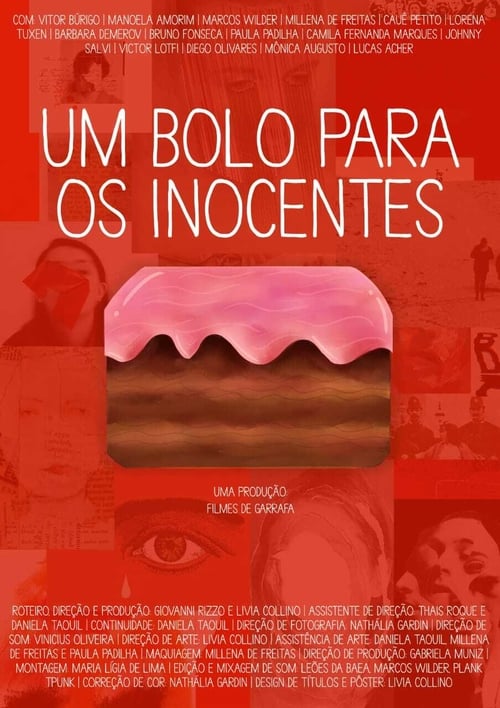 COM: VITOR BÚRIGO | MANOELA AMORIM | MARCOS WILDER | MILLENA DE FREITAS | CAUÊ PETITO | LORENA
TUXEN | BARBARA DEMEROV | BRUNO FONSECA | PAULA PADILHA | CAMILA FERNANDA MARQUES | JOHNNY
SALVI | VICTOR LOTFI | DIEGO OLIVARES | MÔNICA AUGUSTO | LUCAS ACHER
UM BOLO PARA
OS INOCENTES
UMA PRODUÇÃO:
FILMES DE GARRAFA
ROTEIRO, DIREÇÃO E PRODUÇÃO: GIOVANNI RIZZO E LIVIA COLLINO | ASSISTENTE DE DIREÇÃO: THAIS ROQUE E
DANIELA TAOUIL | CONTINUIDADE: DANIELA TAOUIL | DIREÇÃO DE FOTOGRAFIA: NATHÁLIA GARDIN | DIREÇÃO DE
SOM: VINICIUS OLIVEIRA | DIREÇÃO DE ARTE: LIVIA COLLINO | ASSISTÊNCIA DE ARTE: DANIELA TAOUIL, MILLENA
DE FREITAS E PAULA PADILHA | MAQUIAGEM: MILLENA DE FREITAS | DIREÇÃO DE PRODUÇÃO: GABRIELA MUNIZ |
MONTAGEM: MARIA LÍGIA DE LIMA | EDIÇÃO E MIXAGEM DE SOM: LEÕES DA BAEA, MARCOS WILDER, PLANK
TPUNK | CORREÇÃO DE COR: NATHÁLIA GARDIN | DESIGN DE TÍTULOS E PÔSTER: LIVIA COLLINO